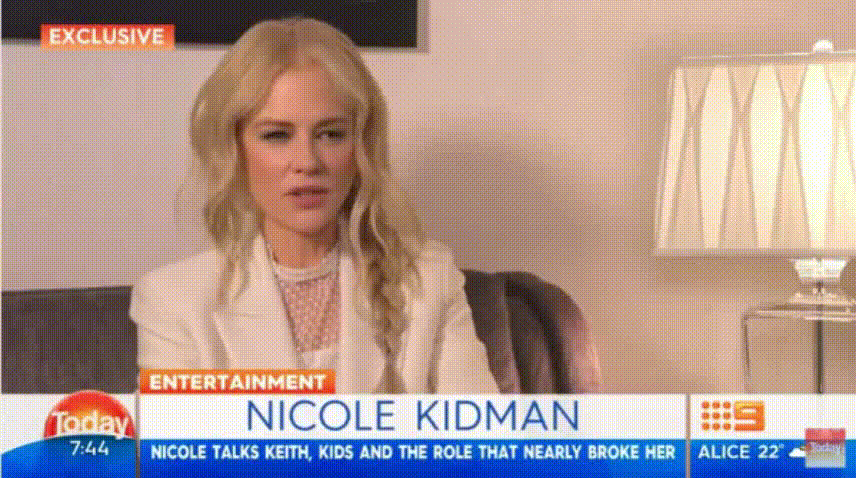 EXCLUSIVE
ENTERTAINMENT
NICOLE KIDMAN
NICOLE TALKS KEITH, KIDS AND THE ROLE THAT NEARLY BROKE HER
Today
7:44
9
ALICE 22°
Today